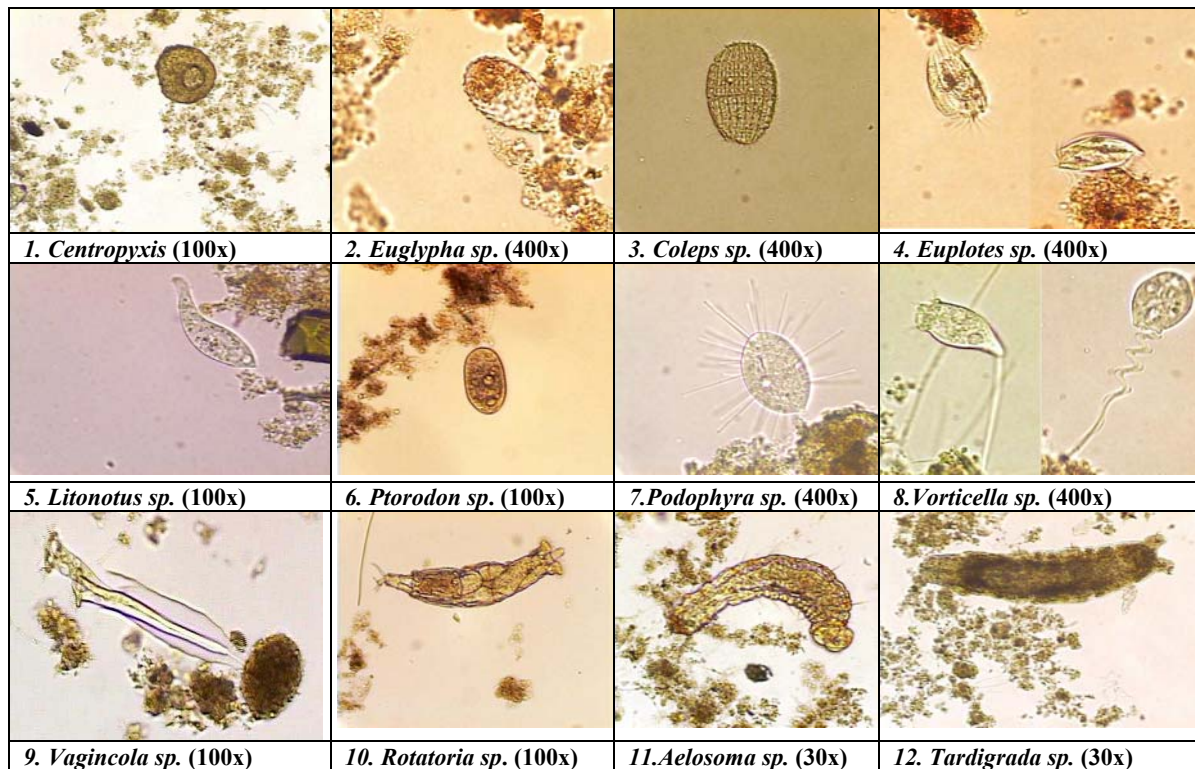 1. Centropyxis (100x)
2. Euglypha sp. (400x)
3. Coleps sp. (400x)
4. Euplotes sp. (400x)
5. Litonotus sp. (100x)
6. Ptorodon sp. (100x)
7.Podophyra sp. (400x)
8.Vorticella sp. (400x)
9. Vagincola sp. (100x)
10. Rotatoria sp. (100x)
11.Aelosoma sp. (30x)
12. Tardigrada sp. (30x)